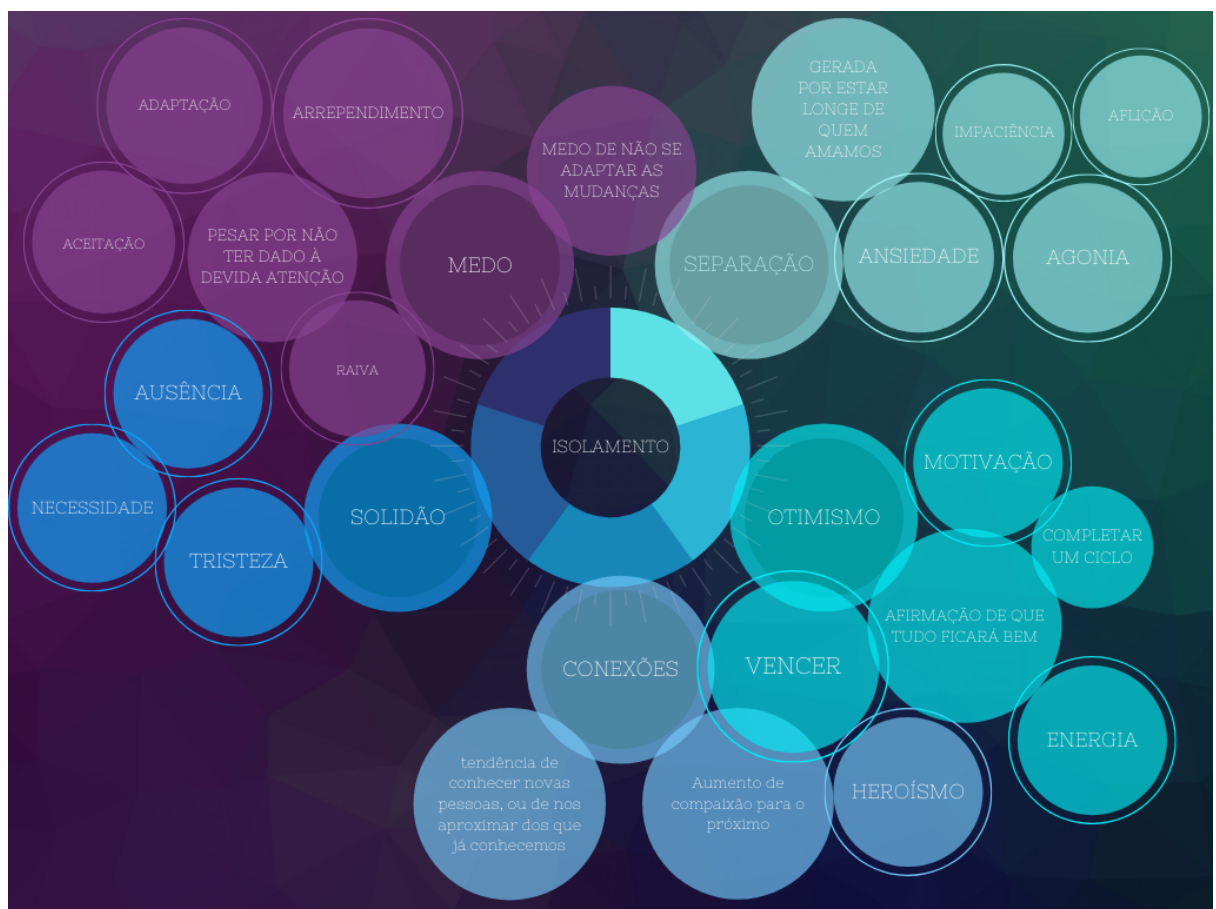 ADAPTAÇÃO
ARREPENDIMENTO
ACEITAÇÃO
PESAR POR NÃO
TER DADO À
DEVIDA ATENÇÃO
MEDO
RAIVA
MEDO DE NÃO SE
ADAPTAR AS
MUDANÇAS
GERADA
POR ESTAR
LONGE DE
QUEM
AMAMOS
IMPACIÊNCIA
AFLIÇÃO
SEPARAÇÃO
ANSIEDADE
AGONIA
AUSÊNCIA
NECESSIDADE
TRISTEZA
SOLIDÃO
ISOLAMENTO
OTIMISMO
MOTIVAÇÃO
COMPLETAR
UM CICLO
AFIRMAÇÃO DE QUE
TUDO FICARÁ BEM
VENCER
ENERGIA
CONEXÕES
tendência de
conhecer novas
pessoas, ou de nos
aproximar dos que
já conhecemos
Aumento de
compaixão para o
próximo
HEROÍSMO